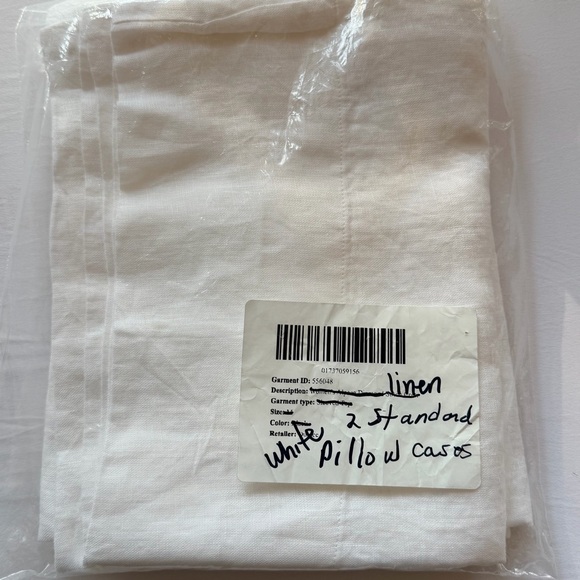 01737059156
Garment ID: 556048
Description: linen
Garment type:
Size:
Color: 2 Standard
Retailer:
White Pillow Cases